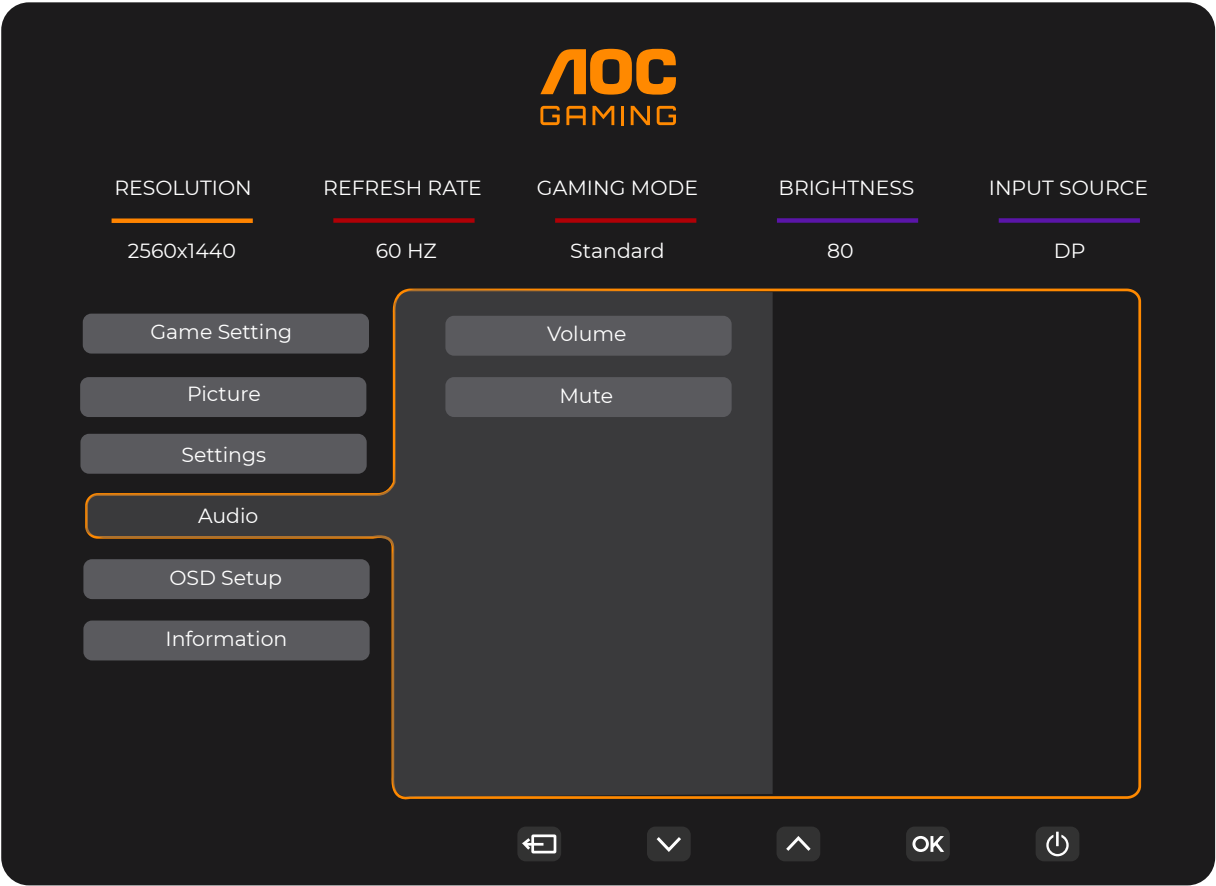 AOC
GAMING
RESOLUTION REFRESH RATE GAMING MODE BRIGHTNESS INPUT SOURCE
2560x1440 60 HZ Standard 80 DP
Game Setting
Picture
Settings
Audio
OSD Setup
Information
Volume
Mute
OK